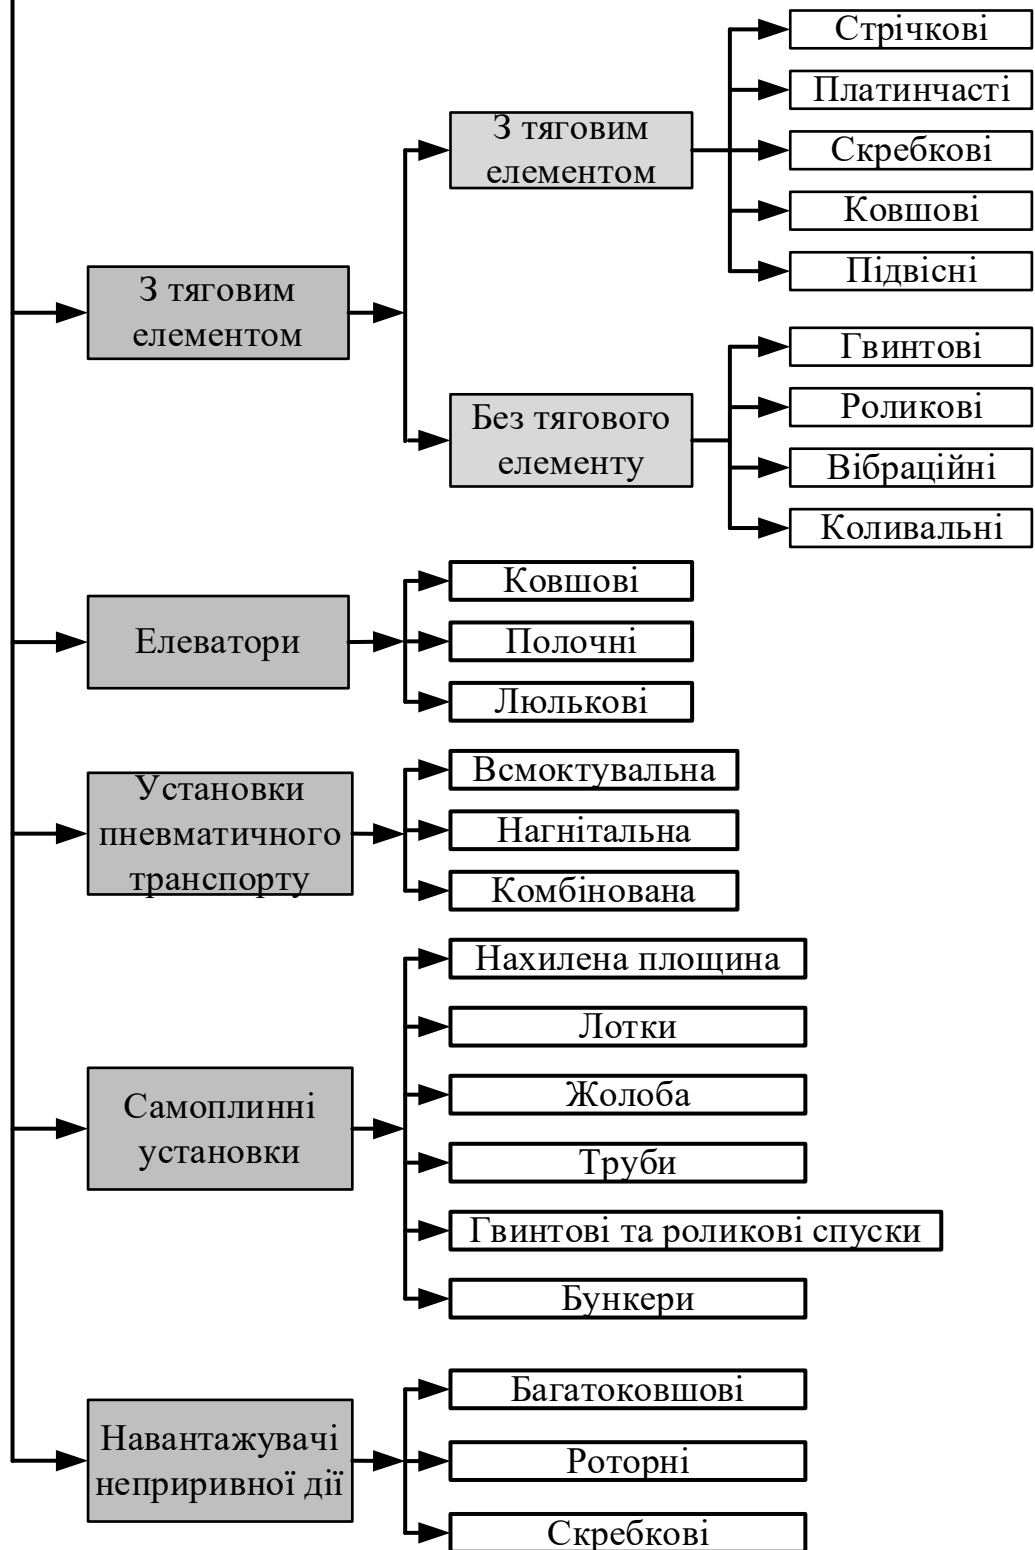 Стрічкові
Платинчасті
З тяговим
елементом
Скребкові
Ковшові
Підвісні
З тяговим
елементом
Гвинтові
Роликові
Без тягового
елементу
Вібраційні
Коливальні
Ковшові
Елеватори
Полочні
Люлькові
Всмоктувальна
Установки
пневматичного
транспорту
Нагнітальна
Комбінована
Нахилена площина
Лотки
Жолоба
Самоплинні
установки
Труби
Гвинтові та роликові спуски
Бункери
Багатоковшові
Навантажувачі
неприривної дії
Роторні
Скребкові